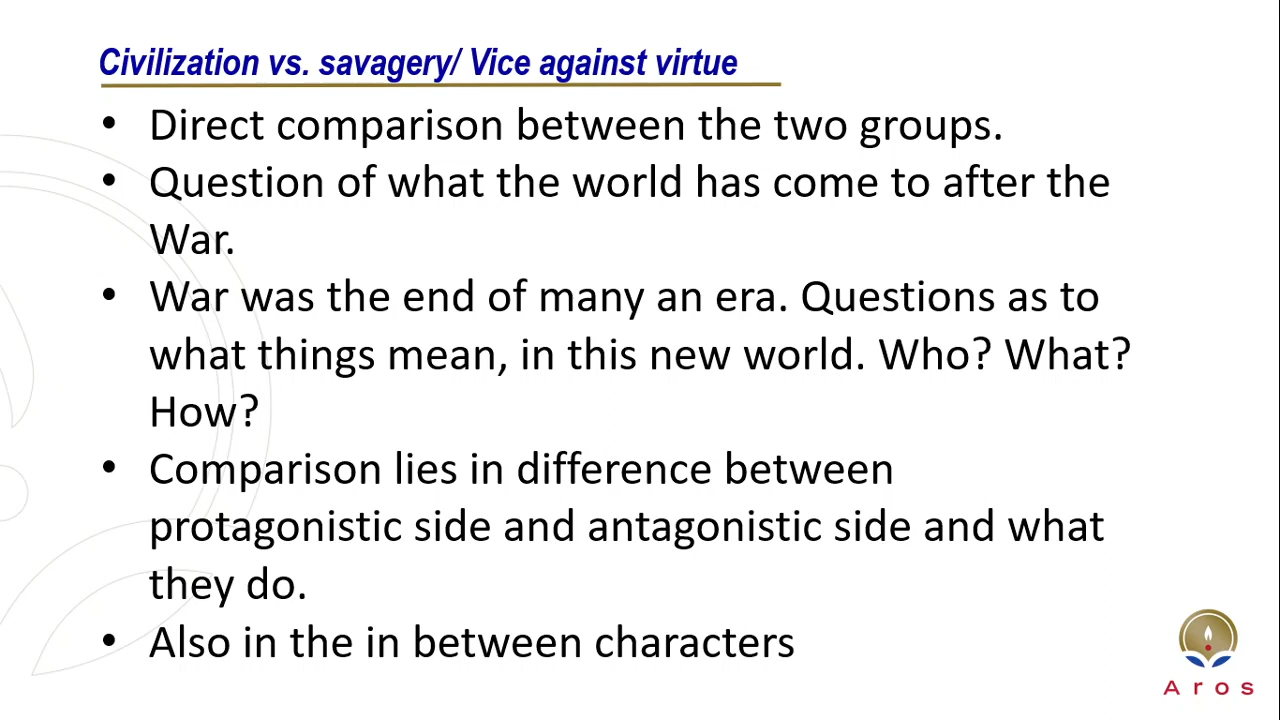 Civilization vs. savagery/ Vice against virtue
• Direct comparison between the two groups.
• Question of what the world has come to after the
War.
• War was the end of many an era. Questions as to
what things mean, in this new world. Who? What?
How?
• Comparison lies in difference between
protagonistic side and antagonistic side and what
they do.
• Also in the in between characters
Aros